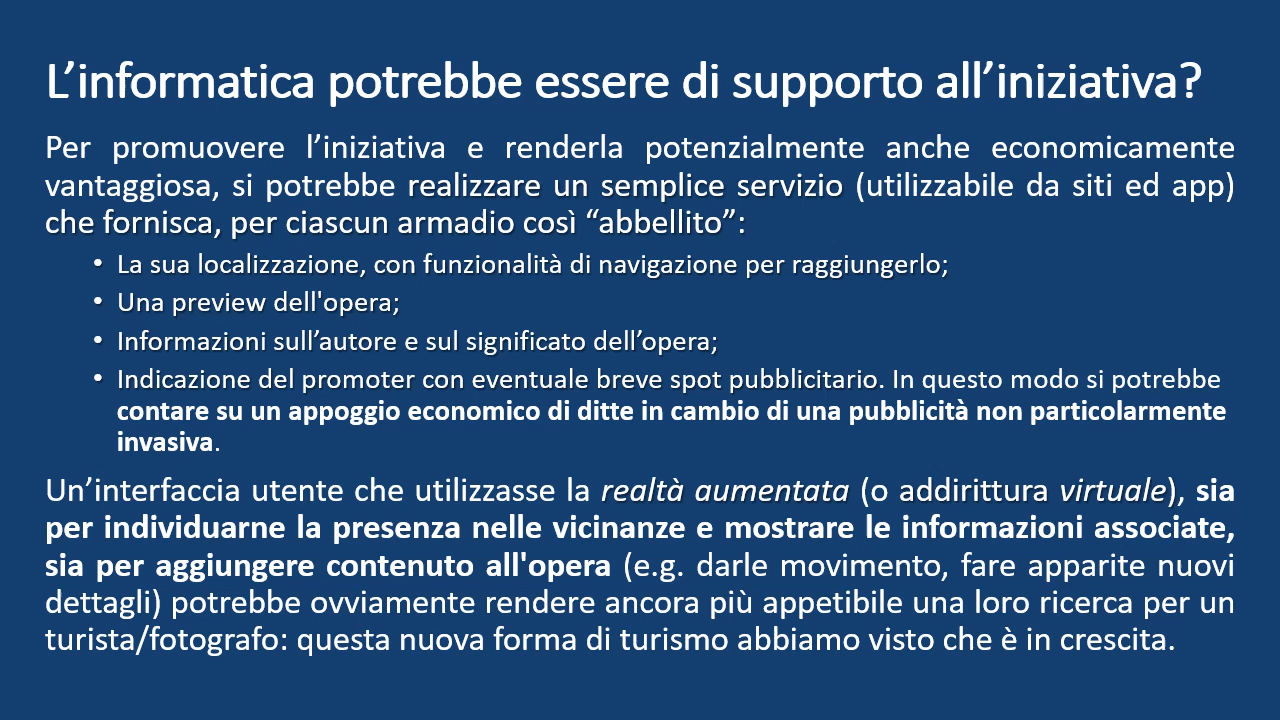 L’informatica potrebbe essere di supporto all’iniziativa?
Per promuovere l’iniziativa e renderla potenzialmente anche economicamente
vantaggiosa, si potrebbe realizzare un semplice servizio (utilizzabile da siti ed app)
che fornisca, per ciascun armadio così “abbellito”:
• La sua localizzazione, con funzionalità di navigazione per raggiungerlo;
• Una preview dell'opera;
• Informazioni sull’autore e sul significato dell’opera;
• Indicazione del promoter con eventuale breve spot pubblicitario. In questo modo si potrebbe
contare su un appoggio economico di ditte in cambio di una pubblicità non particolarmente
invasiva.
Un’interfaccia utente che utilizzasse la realtà aumentata (o addirittura virtuale), sia
per individuarne la presenza nelle vicinanze e mostrare le informazioni associate,
sia per aggiungere contenuto all'opera (e.g. darle movimento, fare apparite nuovi
dettagli) potrebbe ovviamente rendere ancora più appetibile una loro ricerca per un
turista/fotografo: questa nuova forma di turismo abbiamo visto che è in crescita.